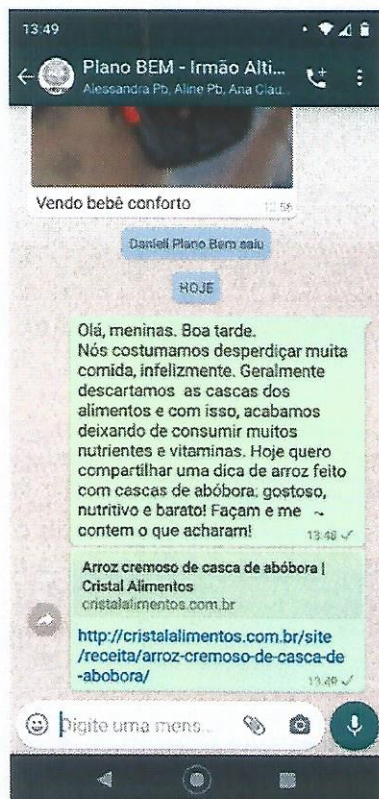 13:49
Plano BEM - Irmão Alti...
Alessandra Pb, Aline Pb, Ana Clau...
Vendo bebê conforto
12:56
Danieli Plano Bem saiu
HOJE
Olá, meninas. Boa tarde.
Nós costumamos desperdiçar muita
comida, infelizmente. Geralmente
descartamos as cascas dos
alimentos e com isso, acabamos
deixando de consumir muitos
nutrientes e vitaminas. Hoje quero
compartilhar uma dica de arroz feito
com cascas de abóbora: gostoso,
nutritivo e barato! Façam e me
contem o que acharam!
13:48
Arroz cremoso de casca de abóbora |
Cristal Alimentos
cristalalimentos.com.br
http://cristalalimentos.com.br/site
/receita/arroz-cremoso-de-casca-de
-abobora/
13:49
Digite uma mens...